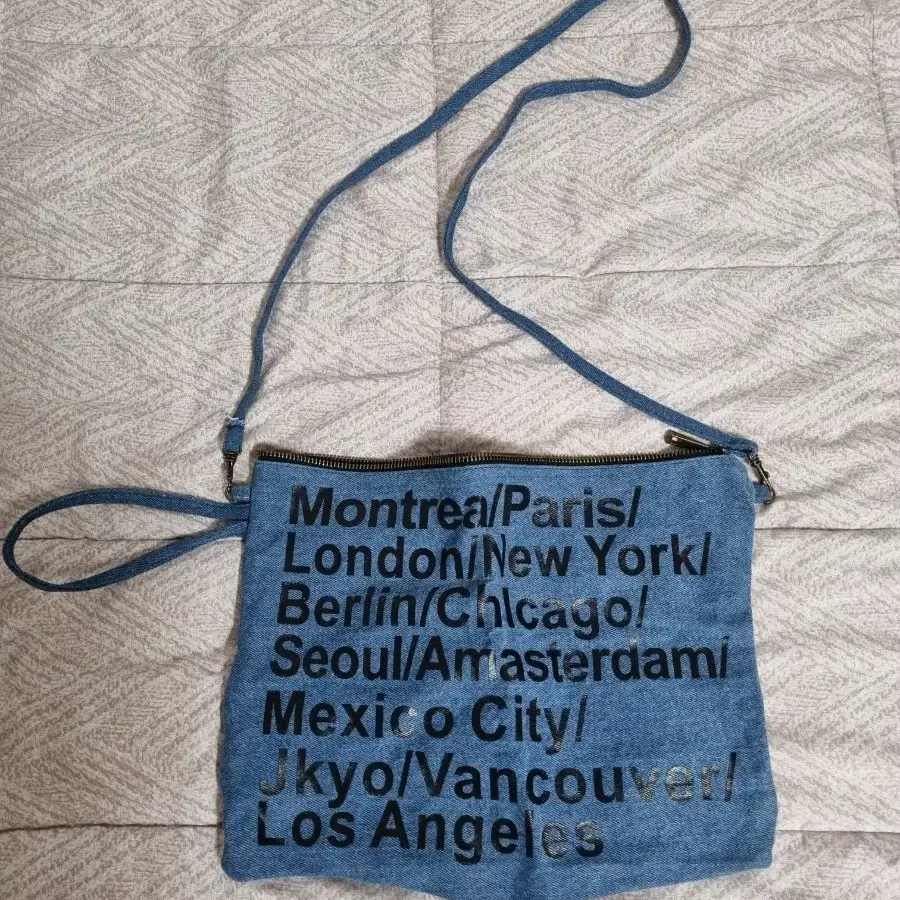 Montrea/Paris/
London/New York/
Berlin/Chicago/
Seoul/Amasterdam/
Mexico City/
Jkyo/Vancouver/
Los Angeles